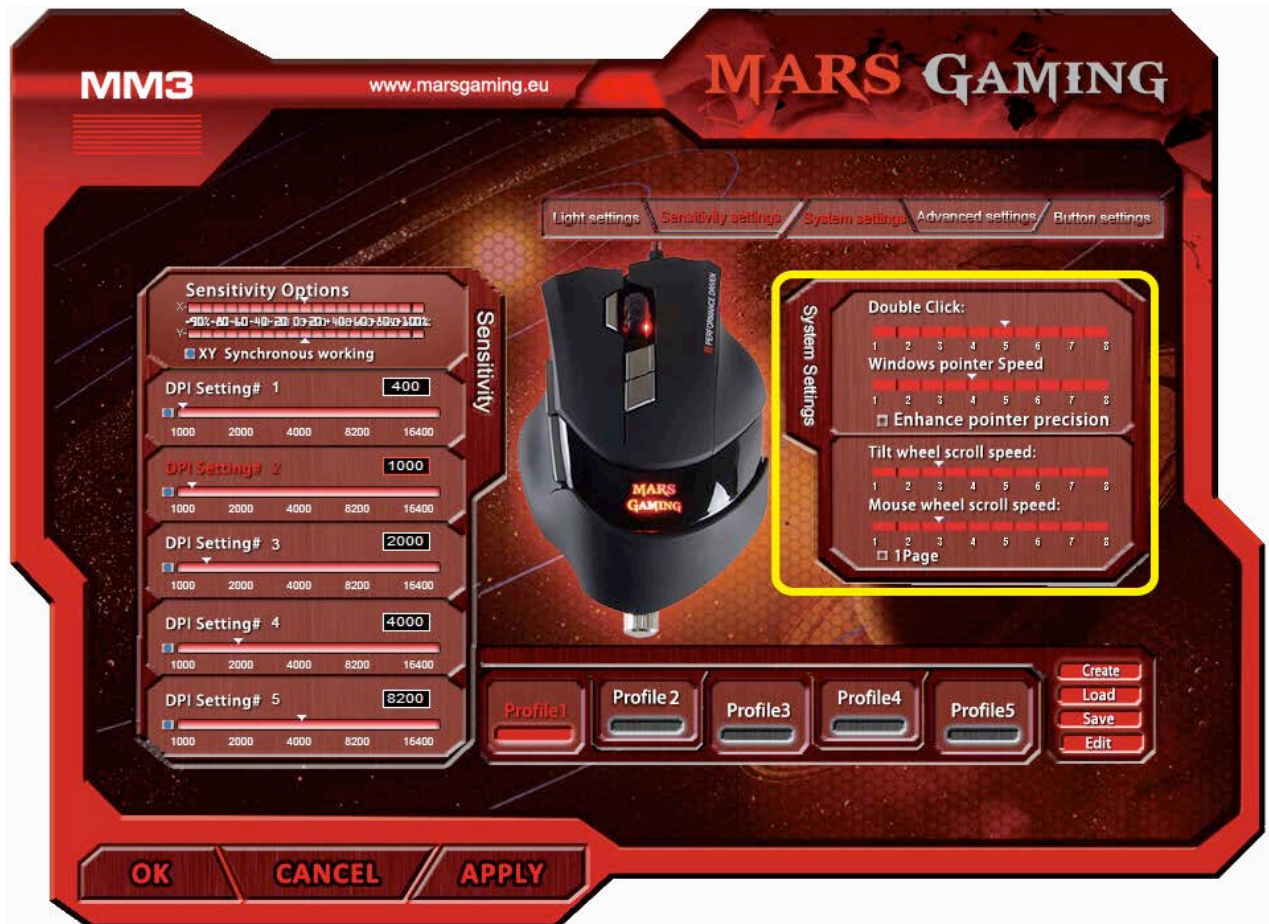 MM3
www.marsgaming.eu
MARS GAMING
Light settings
Sensitivity settings
System settings
Advanced settings
Button settings
Sensitivity Options
X-
Y-
XY Synchronous working
Sensitivity
DPI Setting# 1
400
1000 2000 4000 8200 16400
DPI Setting# 2
1000
1000 2000 4000 8200 16400
DPI Setting# 3
2000
1000 2000 4000 8200 16400
DPI Setting# 4
4000
1000 2000 4000 8200 16400
DPI Setting# 5
8200
1000 2000 4000 8200 16400
PERFORMANCE DRIVEN
MARS
GAMING
System Settings
Double Click:
1 2 3 4 5 6 7 8
Windows pointer Speed
1 2 3 4 5 6 7 8
Enhance pointer precision
Tilt wheel scroll speed:
1 2 3 4 5 6 7 8
Mouse wheel scroll speed:
1 2 3 4 5 6 7 8
1Page
Profile1
Profile 2
Profile3
Profile4
Profile5
Create
Load
Save
Edit
OK
CANCEL
APPLY